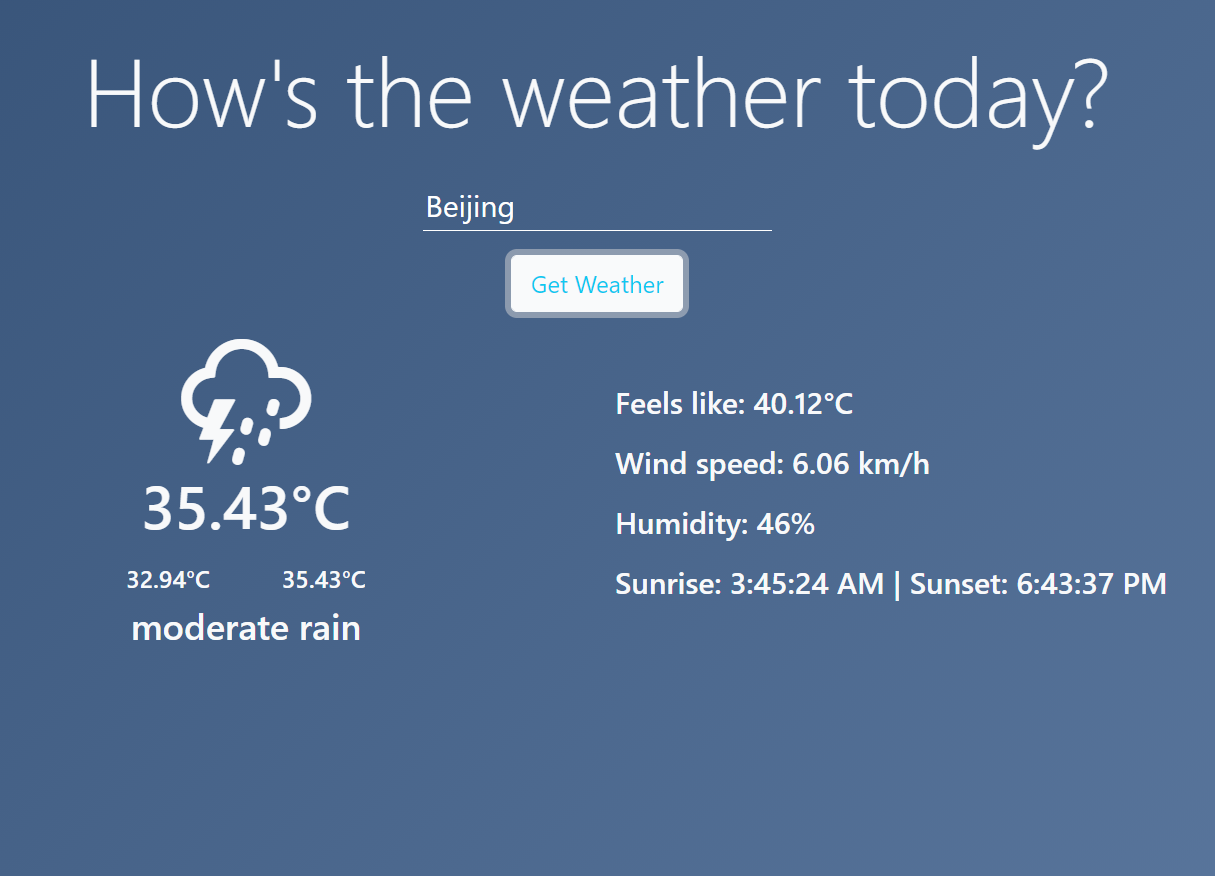 How's the weather today?
Beijing
Get Weather
35.43°C
32.94°C 35.43°C
moderate rain
Feels like: 40.12°C
Wind speed: 6.06 km/h
Humidity: 46%
Sunrise: 3:45:24 AM | Sunset: 6:43:37 PM